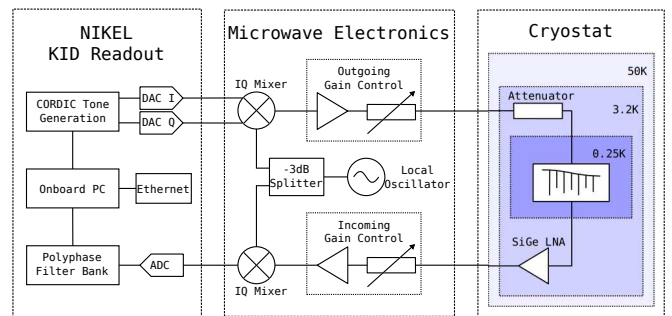 NIKEL
KID Readout
Microwave Electronics
Cryostat
CORDIC Tone
Generation
DAC I
DAC Q
Onboard PC
Ethernet
Polyphase
Filter Bank
ADC
IQ Mixer
Outgoing
Gain Control
-3dB
Splitter
Local
Oscillator
Incoming
Gain Control
IQ Mixer
50K
Attenuator
3.2K
0.25K
SiGe LNA